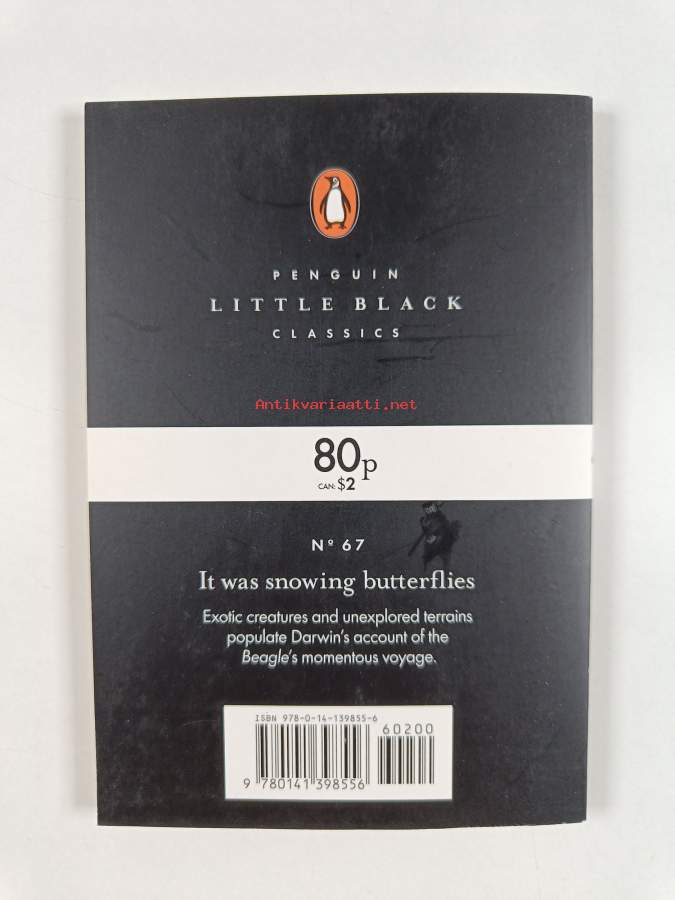 PENGUIN
LITTLE BLACK
CLASSICS
Antikvariaatti.net
80p
CAN: $2
Nº 67
It was snowing butterflies
Exotic creatures and unexplored terrains
populate Darwin's account of the
Beagle's momentous voyage.
ISBN 978-0-14-139855-6
60200
9 780141 398556